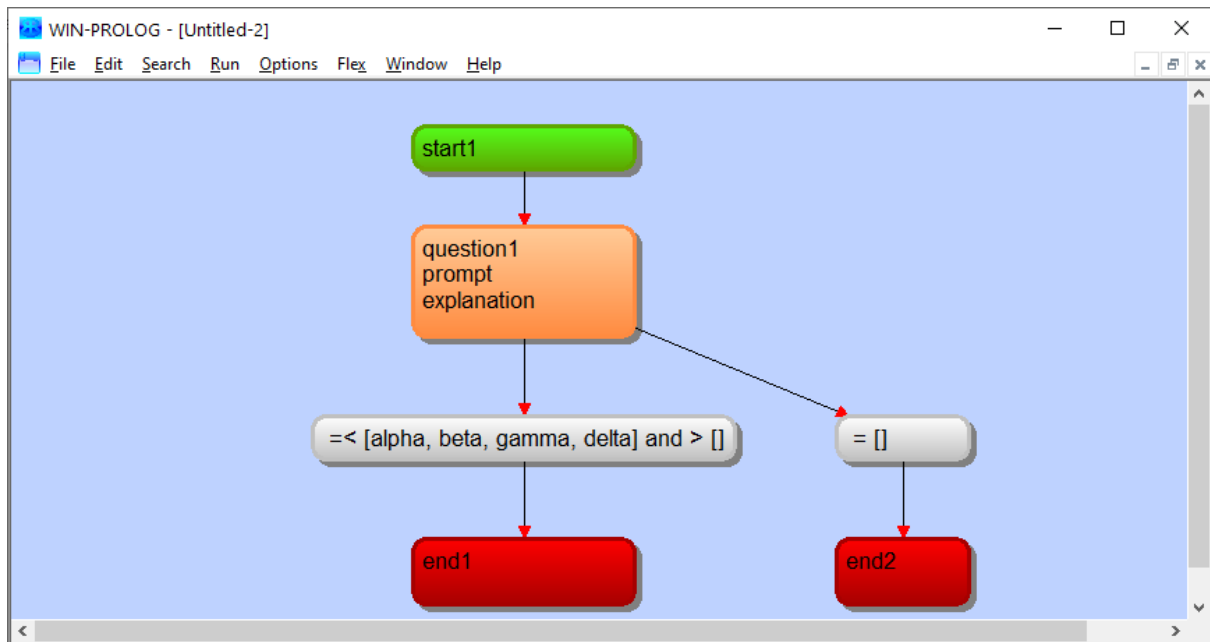 WIN-PROLOG - [Untitled-2]
File Edit Search Run Options Flex Window Help
start1
question1
prompt
explanation
=< [alpha, beta, gamma, delta] and > []
= []
end1
end2